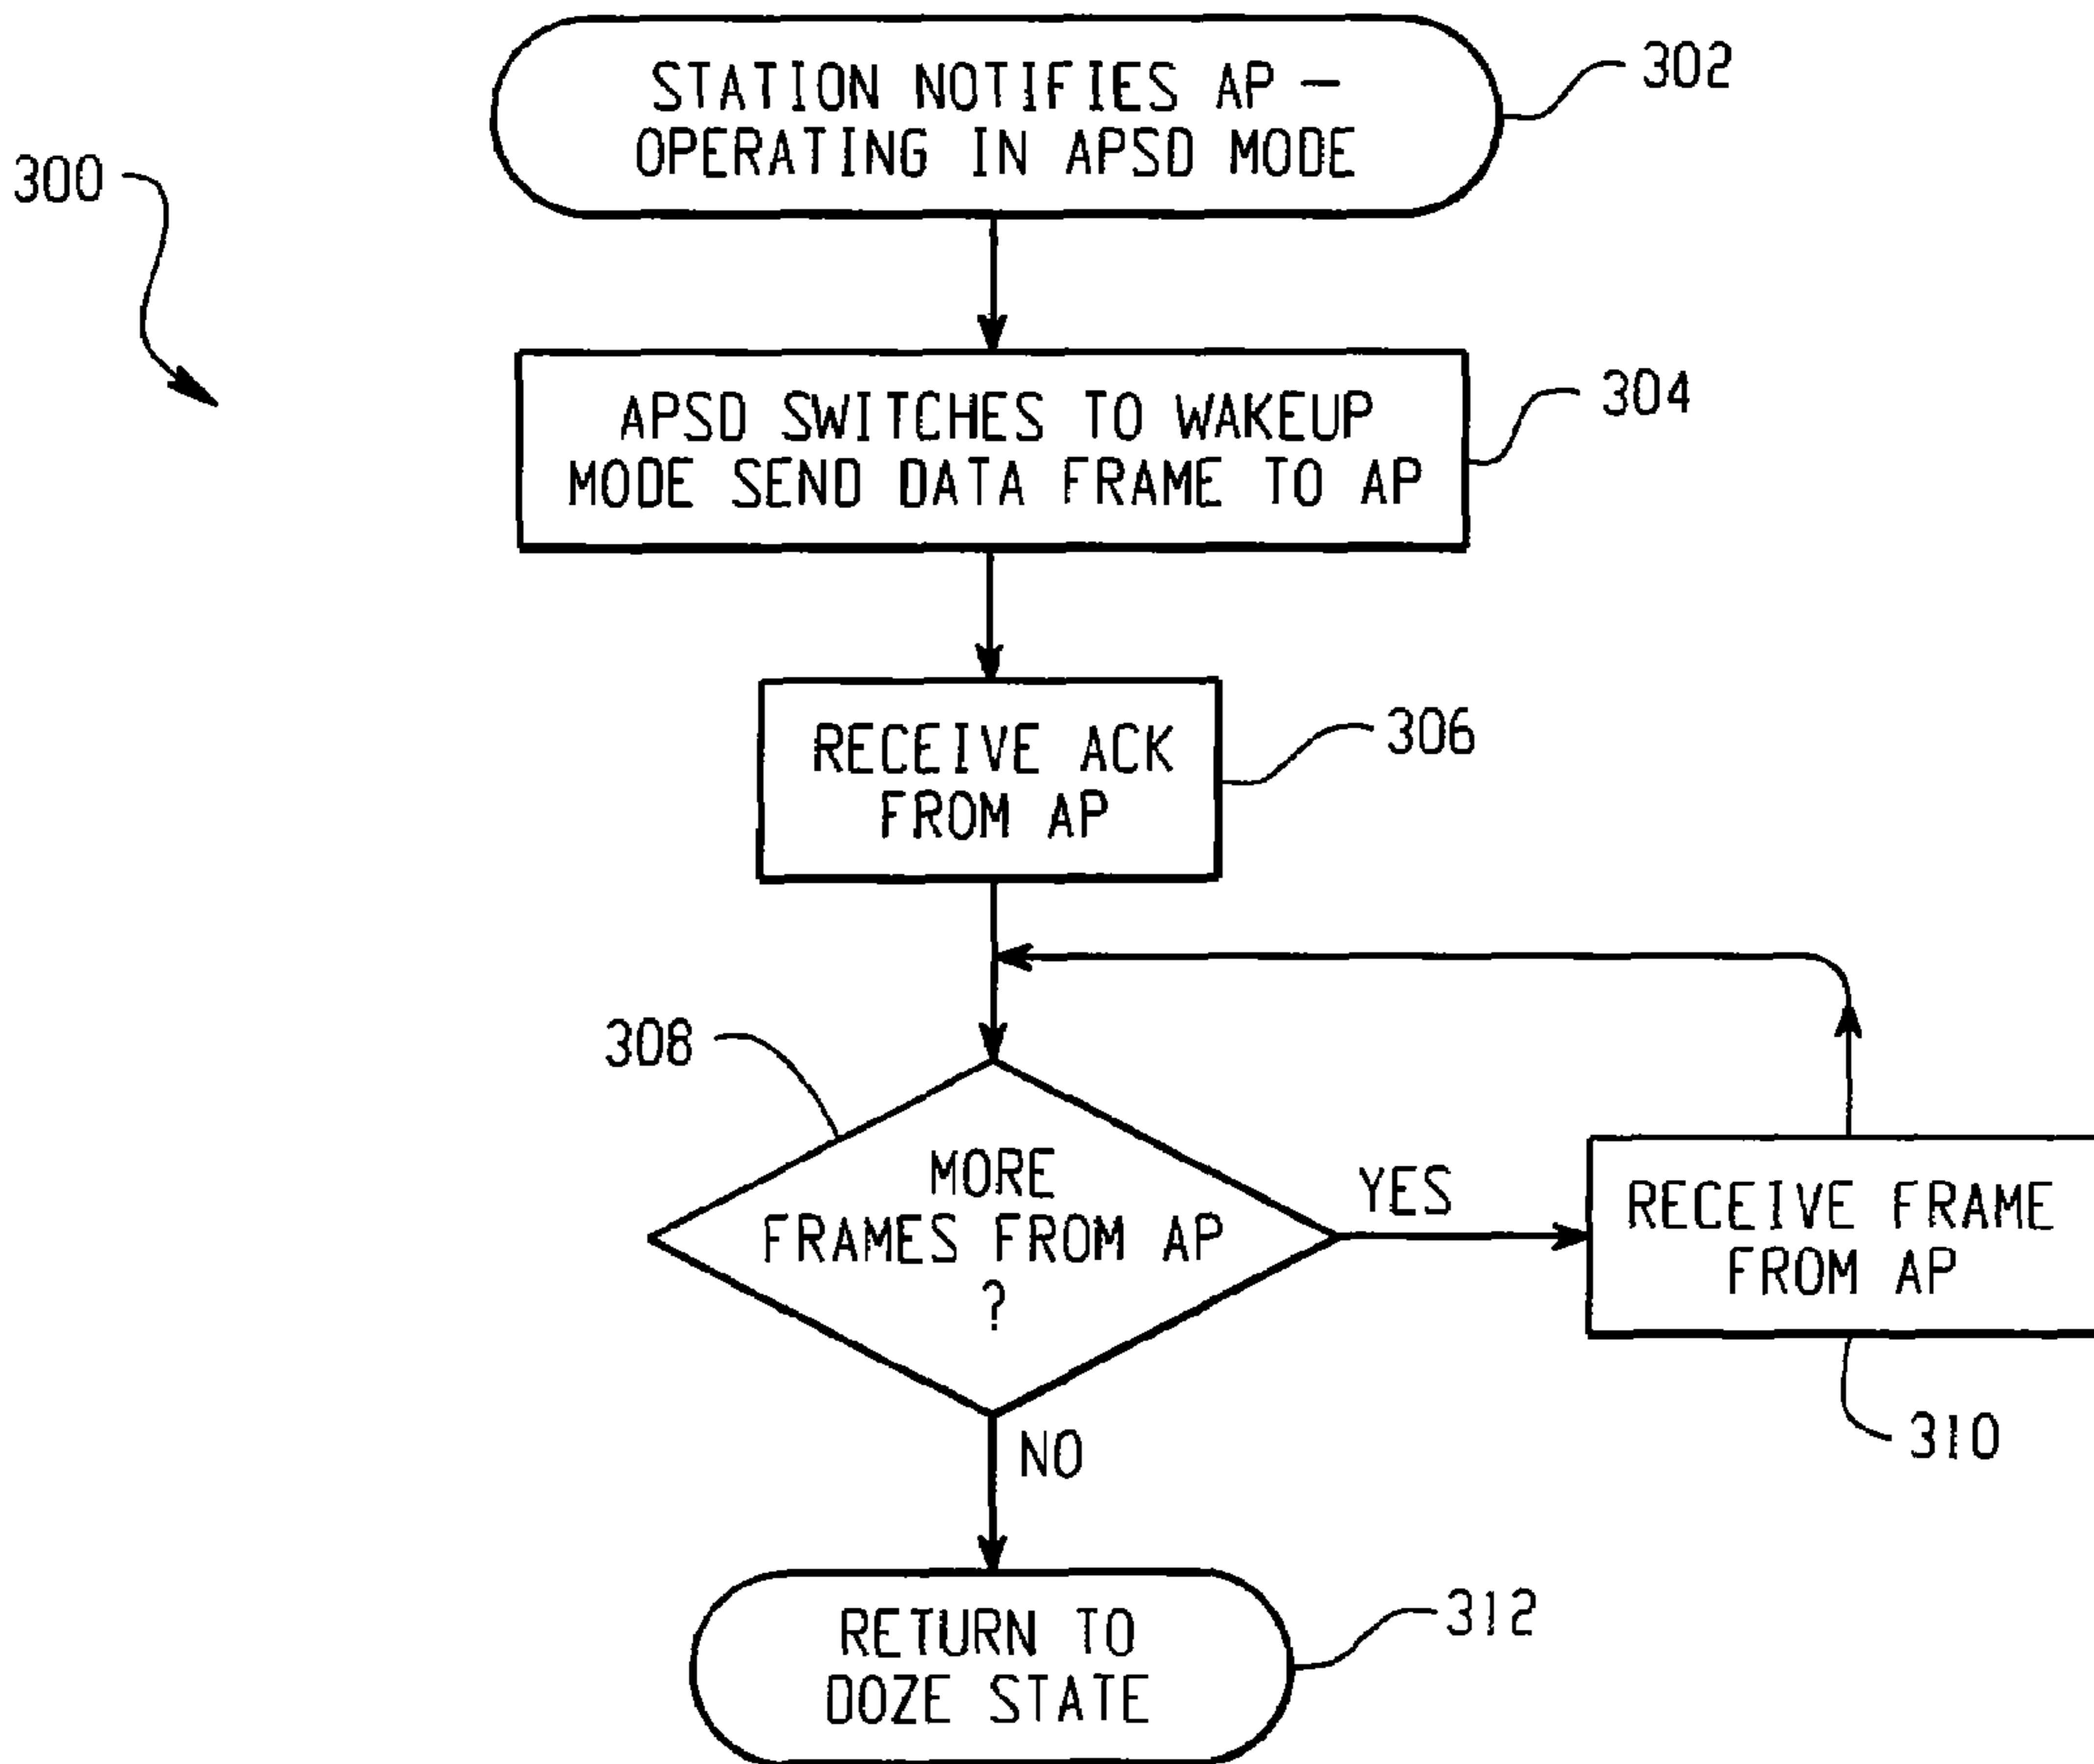 STATION NOTIFIES AP —
OPERATING IN APSD MODE
302
300
APSD SWITCHES TO WAKEUP
MODE SEND DATA FRAME TO AP
304
RECEIVE ACK
FROM AP
306
308
MORE
FRAMES FROM AP
?
YES
RECEIVE FRAME
FROM AP
310
NO
RETURN TO
DOZE STATE
312